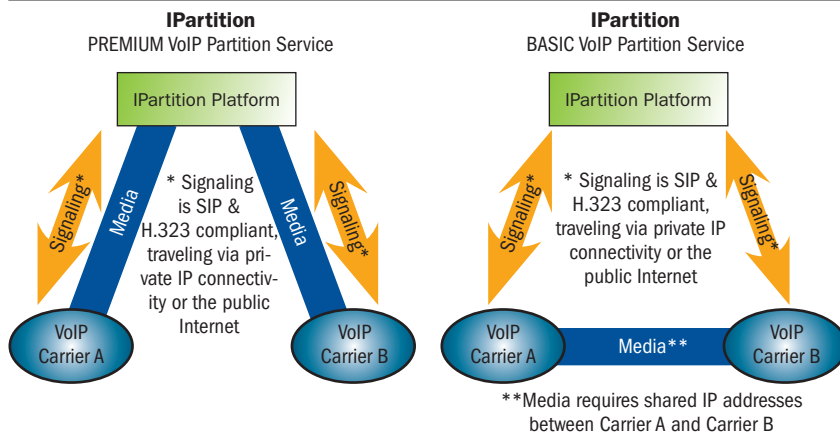 IPartition
PREMIUM VoIP Partition Service
IPartition Platform
Signaling*
Media
* Signaling
is SIP &
H.323 compliant,
traveling via pri-
vate IP connectiv-
ity or the public
Internet
Media
Signaling*
VoIP
Carrier A
VoIP
Carrier B
IPartition
BASIC VoIP Partition Service
IPartition Platform
Signaling*
* Signaling is SIP &
H.323 compliant,
traveling via private IP
connectivity or the
public Internet
Signaling*
VoIP
Carrier A
Media**
VoIP
Carrier B
**Media requires shared IP addresses
between Carrier A and Carrier B